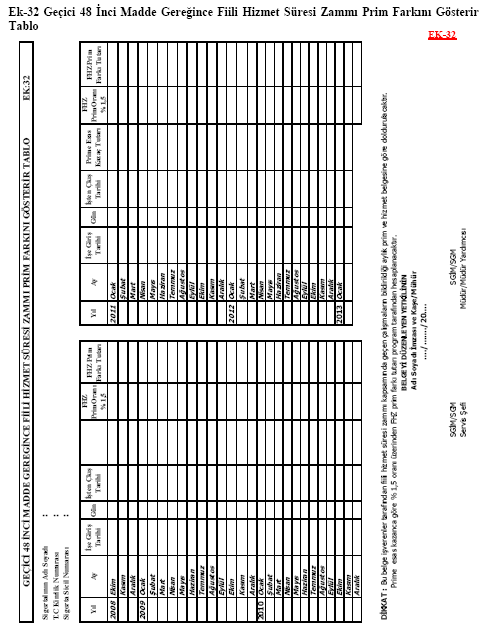 Ek-32 Geçici 48 İnci Madde Gereğince Fiili Hizmet Süresi Zammı Prim Farkını Gösterir
Tablo
EK-32
GEÇİCİ 48 İNCİ MADDE GEREĞİNCE FİİLİ HİZMET SÜRESİ ZAMMI PRİM FARKINI GÖSTERİR TABLO EK:32
Sigortalının Adı Soyadı :
T.C Kimlik Numarası :
Sigorta Sicil Numarası :
Yıl Ay İşe Giriş Tarihi Gün İşten Çıkış Tarihi FHZ Prim Oranı % 1,5 FHZ Prim Farkı Tutarı
2008 Ekim
Kasım
Aralık
2009 Ocak
Şubat
Mart
Nisan
Mayıs
Haziran
Temmuz
Ağustos
Eylül
Ekim
Kasım
Aralık
2010 Ocak
Şubat
Mart
Nisan
Mayıs
Haziran
Temmuz
Ağustos
Eylül
Ekim
Kasım
Aralık
Yıl Ay İşe Giriş Tarihi Gün İşten Çıkış Tarihi Prime Esas Kazanç Tutarı FHZ Prim Oranı % 1,5 FHZ Prim Farkı Tutarı
2011 Ocak
Şubat
Mart
Nisan
Mayıs
Haziran
Temmuz
Ağustos
Eylül
Ekim
Kasım
Aralık
2012 Ocak
Şubat
Mart
Nisan
Mayıs
Haziran
Temmuz
Ağustos
Eylül
Ekim
Kasım
Aralık
2013 Ocak
DİKKAT : Bu belge işverenler tarafından fiili hizmet süresi zammı kapsamında geçen çalışmaların bildirildiği aylık prim ve hizmet belgesine göre doldurulacaktır.
Prime esas kazanca göre % 1,5 oranı üzerinden FHZ prim farkı tutarı program tarafından hesaplanacaktır.
BELGEYİ DÜZENLEYEN YETKİLİNİN
Adı Soyadı İmzası ve Kaşe/Mühür
..../......./20....
SGİM/SGM
Servis Şefi
SGİM/SGM
Müdür/Müdür Yardımcısı